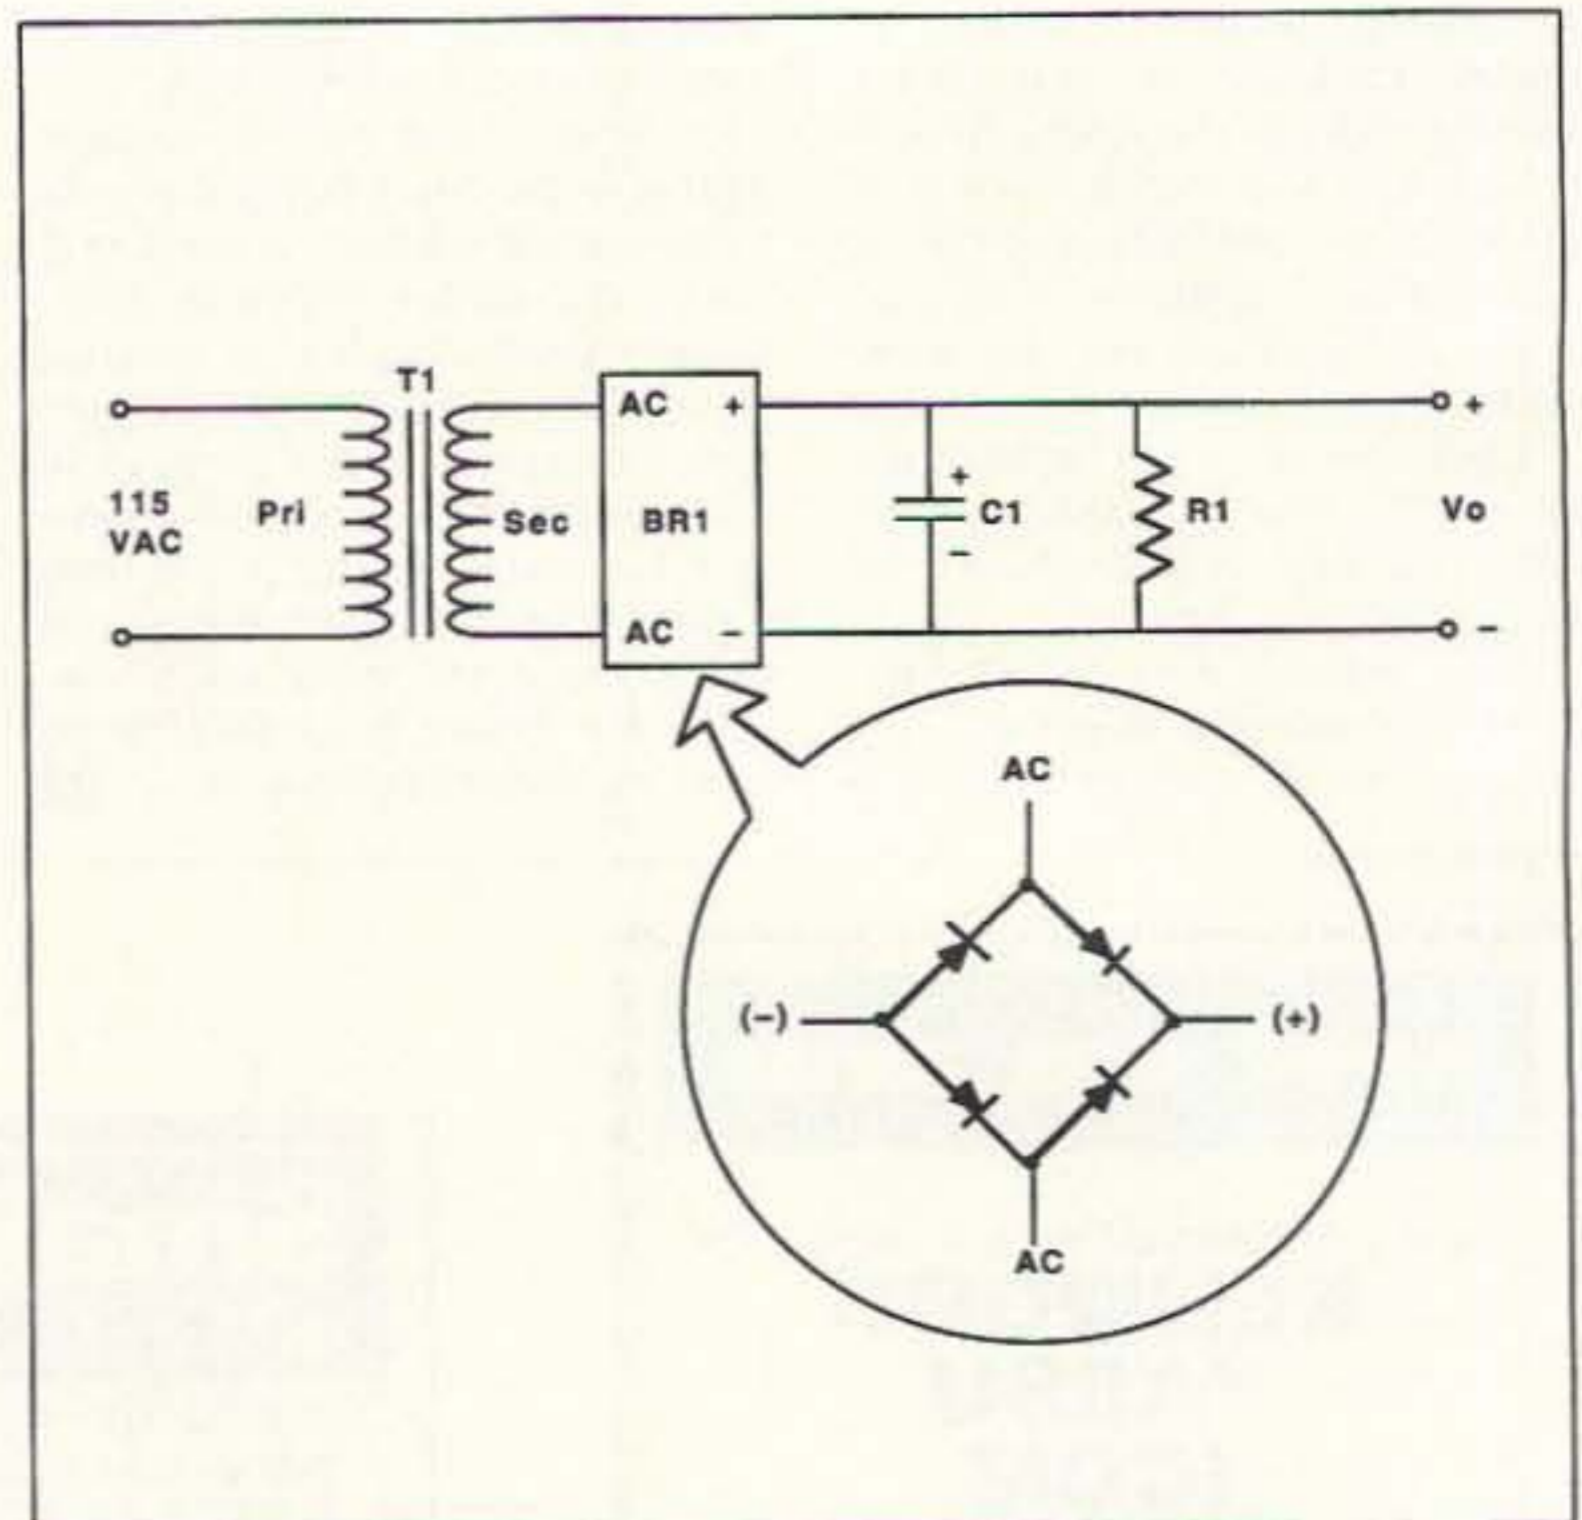 T1
AC +
+
115
VAC
Pri
Sec
BR1
+
C1
−
R1
Vo
AC −
−
AC
(−)
(+)
AC